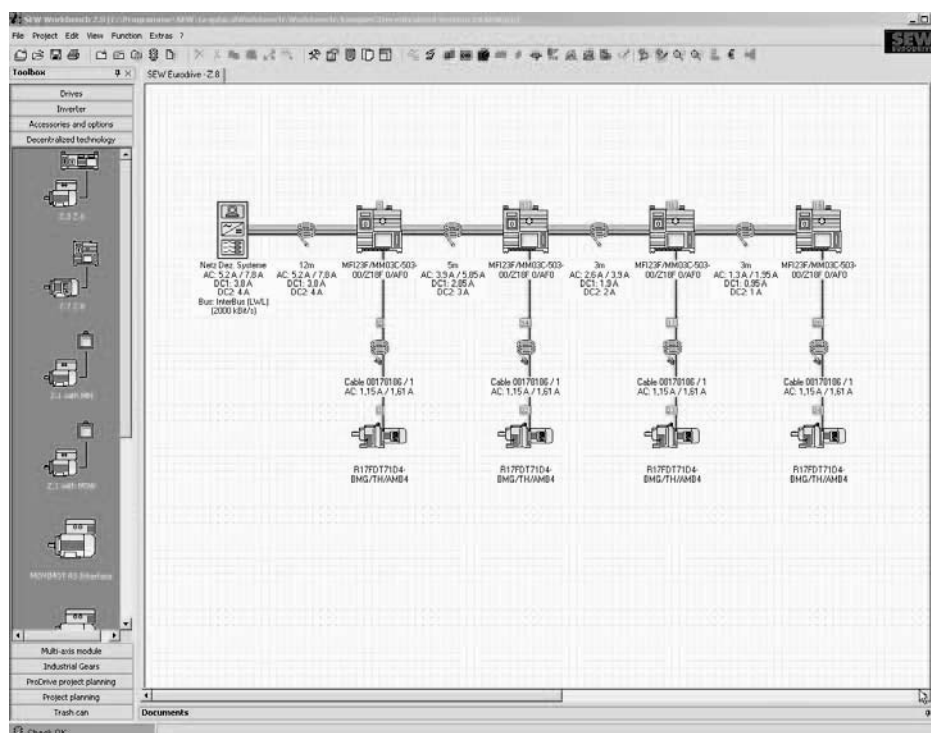 SEW Workbench 2.0
File Project Edit View Function Extras ?
SEW
EURODRIVE
Toolbox
SEW Eurodrive -Z.8
Drives
Inverter
Accessories and options
Decentralized technology
Netz Dez. Systeme
AC: 5.2 A / 7.8 A
DC1: 3,8 A
DC2: 4 A
Bus: InterBus (LWL)
(2000 kBit/s)
12m
AC: 5.2 A / 7.8 A
DC1: 3,8 A
DC2: 4 A
MFI23F/MM03C-503-
00/Z18F 0/AF0
5m
AC: 3.9 A / 5,85 A
DC1: 2,85 A
DC2: 3 A
MFI23F/MM03C-503-
00/Z18F 0/AF0
3m
AC: 2.6 A / 3.9 A
DC1: 1,9 A
DC2: 2 A
MFI23F/MM03C-503-
00/Z18F 0/AF0
3m
AC: 1.3 A / 1,95 A
DC1: 0,95 A
DC2: 1 A
MFI23F/MM03C-503-
00/Z18F 0/AF0
Cable 00178106 / 1
AC: 1,15 A / 1,61 A
Cable 00178106 / 1
AC: 1,15 A / 1,61 A
Cable 00178106 / 1
AC: 1,15 A / 1,61 A
Cable 00178106 / 1
AC: 1,15 A / 1,61 A
R17FDT71D4-
BMG/TH/AMB4
R17FDT71D4-
BMG/TH/AMB4
R17FDT71D4-
BMG/TH/AMB4
R17FDT71D4-
BMG/TH/AMB4
Multi-axis module
Industrial Gears
ProDrive project planning
Project planning
Trash can
Documents
Check OK